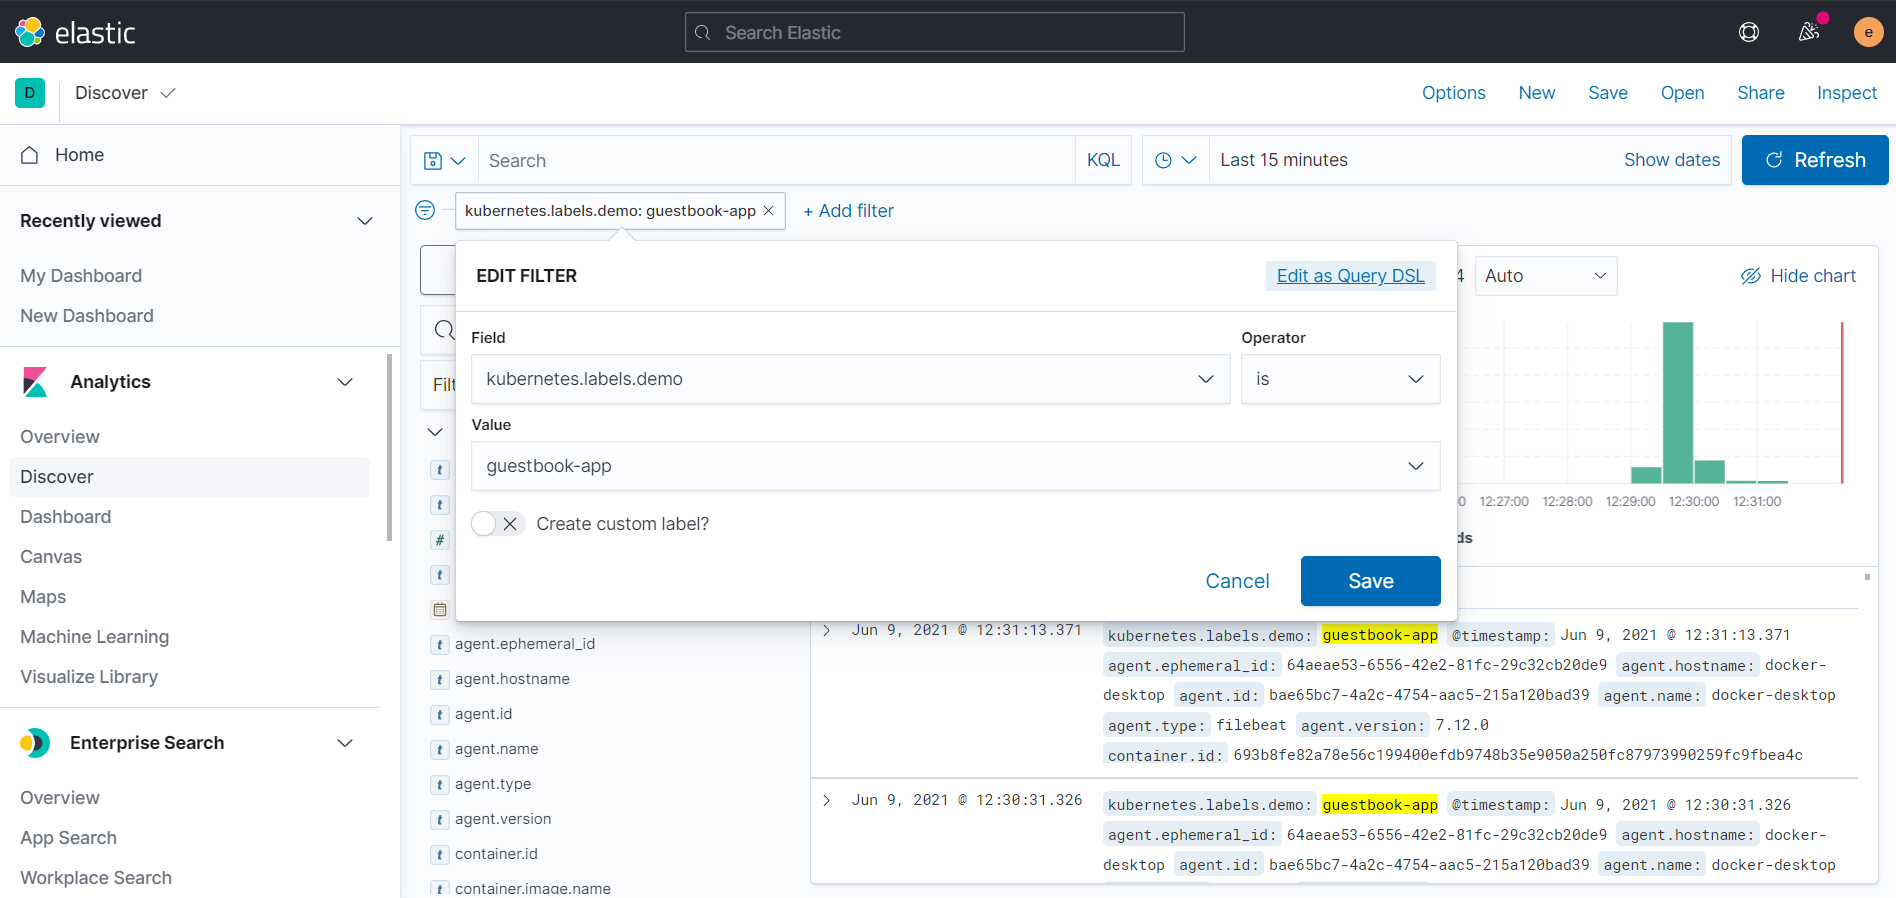 elastic
Search Elastic
e
D
Discover
Options New Save Open Share Inspect
Home
Recently viewed
My Dashboard
New Dashboard
Analytics
Overview
Discover
Dashboard
Canvas
Maps
Machine Learning
Visualize Library
Enterprise Search
Overview
App Search
Workplace Search
Search
KQL
Last 15 minutes
Show dates
Refresh
kubernetes.labels.demo: guestbook-app
+ Add filter
EDIT FILTER
Edit as Query DSL
Field
kubernetes.labels.demo
Operator
is
Value
guestbook-app
Create custom label?
Cancel
Save
4
Auto
Hide chart
0 12:27:00 12:28:00 12:29:00 12:30:00 12:31:00
ds
Filt
t
t
#
t
t agent.ephemeral_id
t agent.hostname
t agent.id
t agent.name
t agent.type
t agent.version
t container.id
t container.image.name
Jun 9, 2021 @ 12:31:13.371
kubernetes.labels.demo: guestbook-app @timestamp: Jun 9, 2021 @ 12:31:13.371
agent.ephemeral_id: 64aeae53-6556-42e2-81fc-29c32cb20de9 agent.hostname: docker-
desktop agent.id: bae65bc7-4a2c-4754-aac5-215a120bad39 agent.name: docker-desktop
agent.type: filebeat agent.version: 7.12.0
container.id: 693b8fe82a78e56c199400efdb9748b35e9050a250fc87973990259fc9fbea4c
Jun 9, 2021 @ 12:30:31.326
kubernetes.labels.demo: guestbook-app @timestamp: Jun 9, 2021 @ 12:30:31.326
agent.ephemeral_id: 64aeae53-6556-42e2-81fc-29c32cb20de9 agent.hostname: docker-
desktop agent.id: bae65bc7-4a2c-4754-aac5-215a120bad39 agent.name: docker-desktop